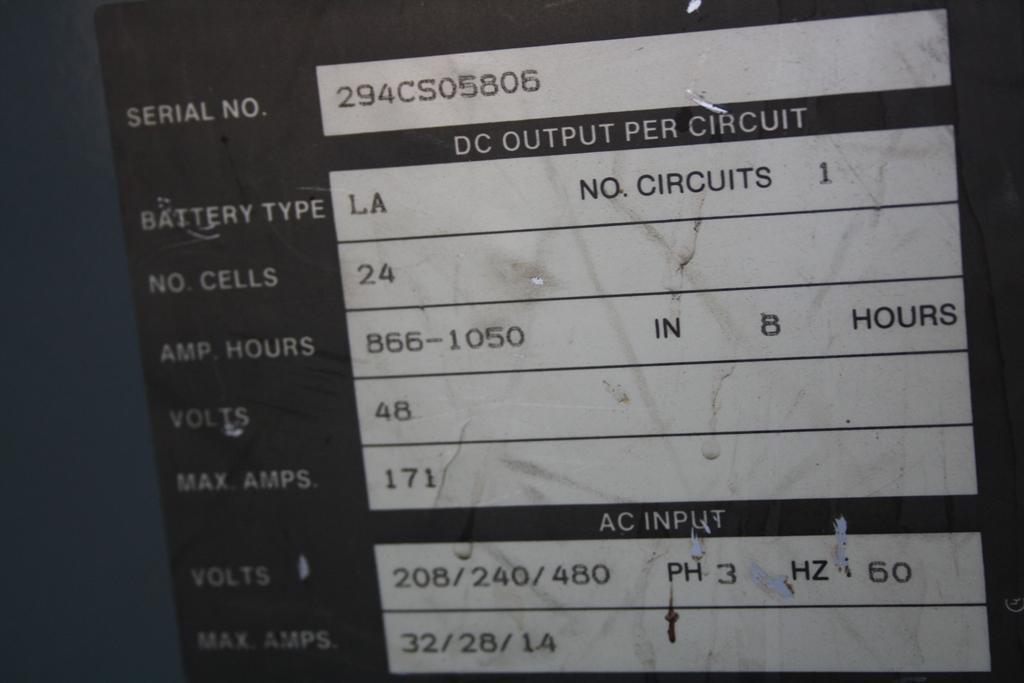 SERIAL NO. 294CS05806
DC OUTPUT PER CIRCUIT
BATTERY TYPE LA NO. CIRCUITS 1
NO. CELLS 24
AMP. HOURS 866-1050 IN 8 HOURS
VOLTS 48
MAX. AMPS. 171
AC INPUT
VOLTS 208/240/480 PH 3 HZ 60
MAX. AMPS. 32/28/14